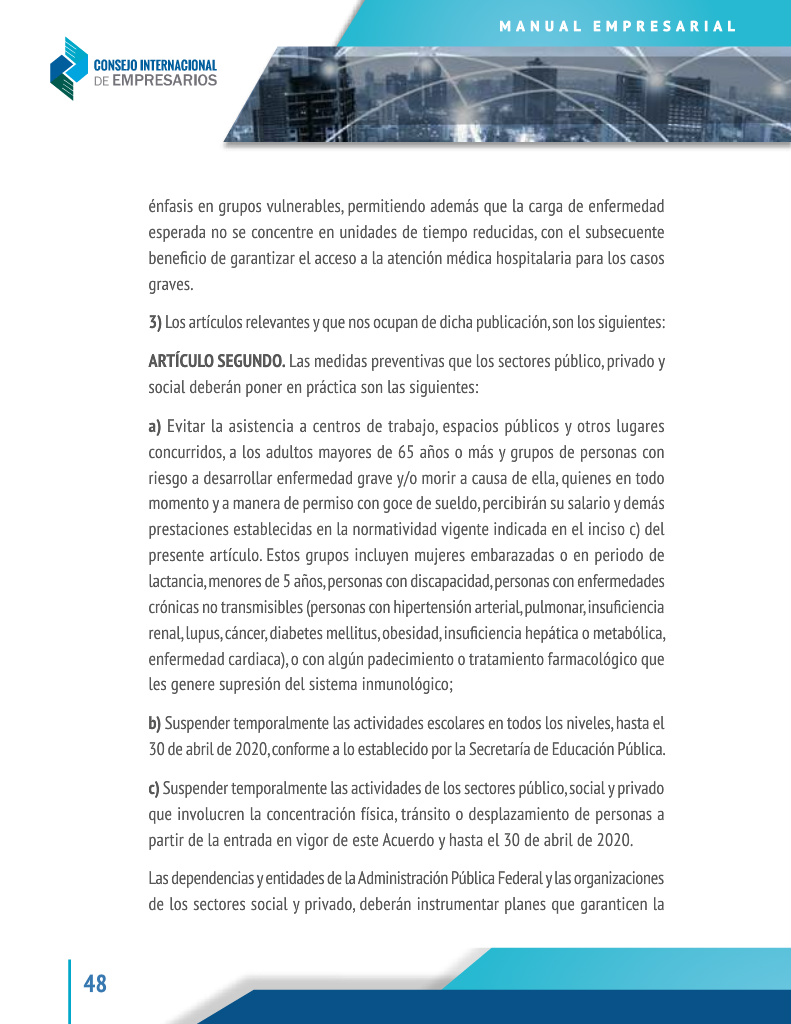 MANUAL EMPRESARIAL
CONSEJO INTERNACIONAL
DE EMPRESARIOS
énfasis en grupos vulnerables, permitiendo además que la carga de enfermedad
esperada no se concentre en unidades de tiempo reducidas, con el subsecuente
beneficio de garantizar el acceso a la atención médica hospitalaria para los casos
graves.
3) Los artículos relevantes y que nos ocupan de dicha publicación, son los siguientes:
ARTÍCULO SEGUNDO. Las medidas preventivas que los sectores público, privado y
social deberán poner en práctica son las siguientes:
a) Evitar la asistencia a centros de trabajo, espacios públicos y otros lugares
concurridos, a los adultos mayores de 65 años o más y grupos de personas con
riesgo a desarrollar enfermedad grave y/o morir a causa de ella, quienes en todo
momento y a manera de permiso con goce de sueldo, percibirán su salario y demás
prestaciones establecidas en la normatividad vigente indicada en el inciso c) del
presente artículo. Estos grupos incluyen mujeres embarazadas o en periodo de
lactancia, menores de 5 años, personas con discapacidad, personas con enfermedades
crónicas no transmisibles (personas con hipertensión arterial, pulmonar, insuficiencia
renal, lupus, cáncer, diabetes mellitus, obesidad, insuficiencia hepática o metabólica,
enfermedad cardiaca), o con algún padecimiento o tratamiento farmacológico que
les genere supresión del sistema inmunológico;
b) Suspender temporalmente las actividades escolares en todos los niveles, hasta el
30 de abril de 2020, conforme a lo establecido por la Secretaría de Educación Pública.
c) Suspender temporalmente las actividades de los sectores público, social y privado
que involucren la concentración física, tránsito o desplazamiento de personas a
partir de la entrada en vigor de este Acuerdo y hasta el 30 de abril de 2020.
Las dependencias y entidades de la Administración Pública Federal y las organizaciones
de los sectores social y privado, deberán instrumentar planes que garanticen la
48